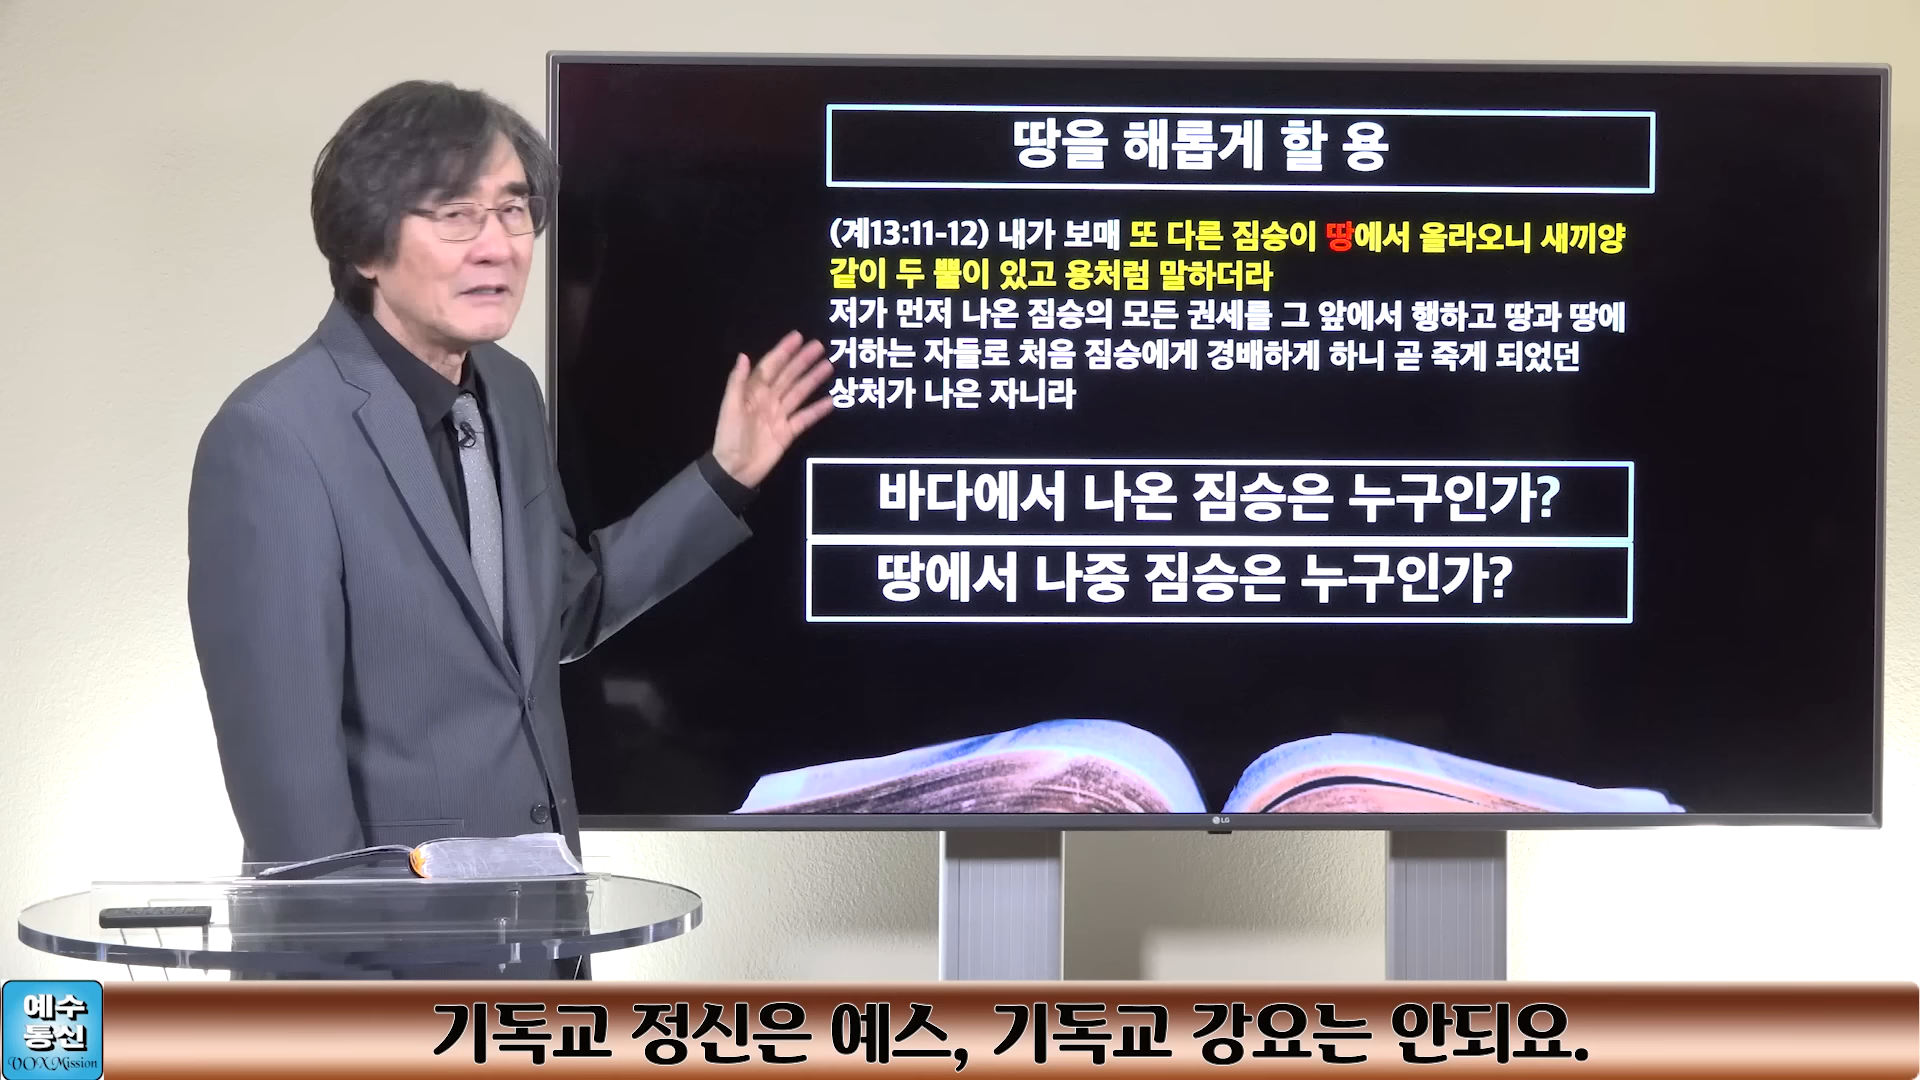 땅을 해롭게 할 용
(계13:11-12) 내가 보매 또 다른 짐승이 땅에서 올라오니 새끼양
같이 두 뿔이 있고 용처럼 말하더라
저가 먼저 나온 짐승의 모든 권세를 그 앞에서 행하고 땅과 땅에
거하는 자들로 처음 짐승에게 경배하게 하니 곧 죽게 되었던
상처가 나은 자니라
바다에서 나온 짐승은 누구인가?
땅에서 나중 짐승은 누구인가?
LG
예수
통신
VOX Mission
기독교 정신은 예스, 기독교 강요는 안되요.